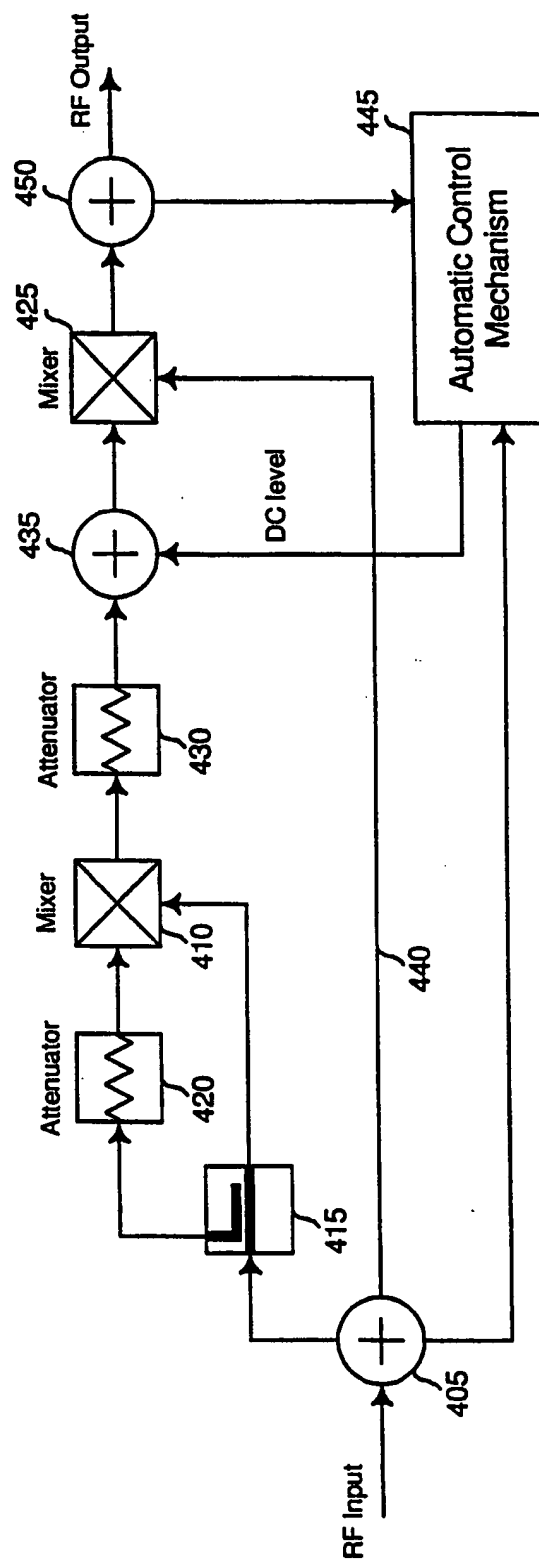 RF Input
405
415
Attenuator
420
Mixer
410
Attenuator
430
435
DC level
440
Mixer
425
450
RF Output
445
Automatic Control
Mechanism